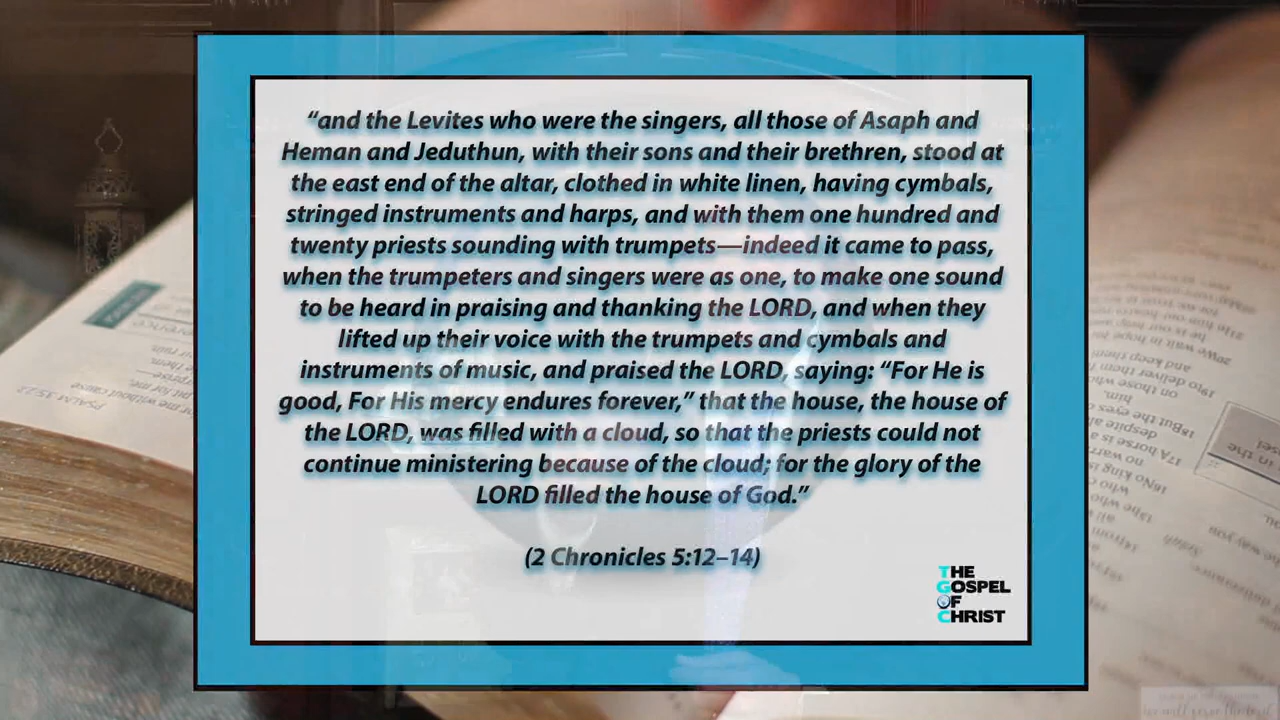 “and the Levites who were the singers, all those of Asaph and
Heman and Jeduthun, with their sons and their brethren, stood at
the east end of the altar, clothed in white linen, having cymbals,
stringed instruments and harps, and with them one hundred and
twenty priests sounding with trumpets—indeed it came to pass,
when the trumpeters and singers were as one, to make one sound
to be heard in praising and thanking the LORD, and when they
lifted up their voice with the trumpets and cymbals and
instruments of music, and praised the LORD, saying: “For He is
good, For His mercy endures forever,” that the house, the house of
the LORD, was filled with a cloud, so that the priests could not
continue ministering because of the cloud; for the glory of the
LORD filled the house of God.”
(2 Chronicles 5:12–14)
THE
GOSPEL
OF
CHRIST
PSALM 35:22